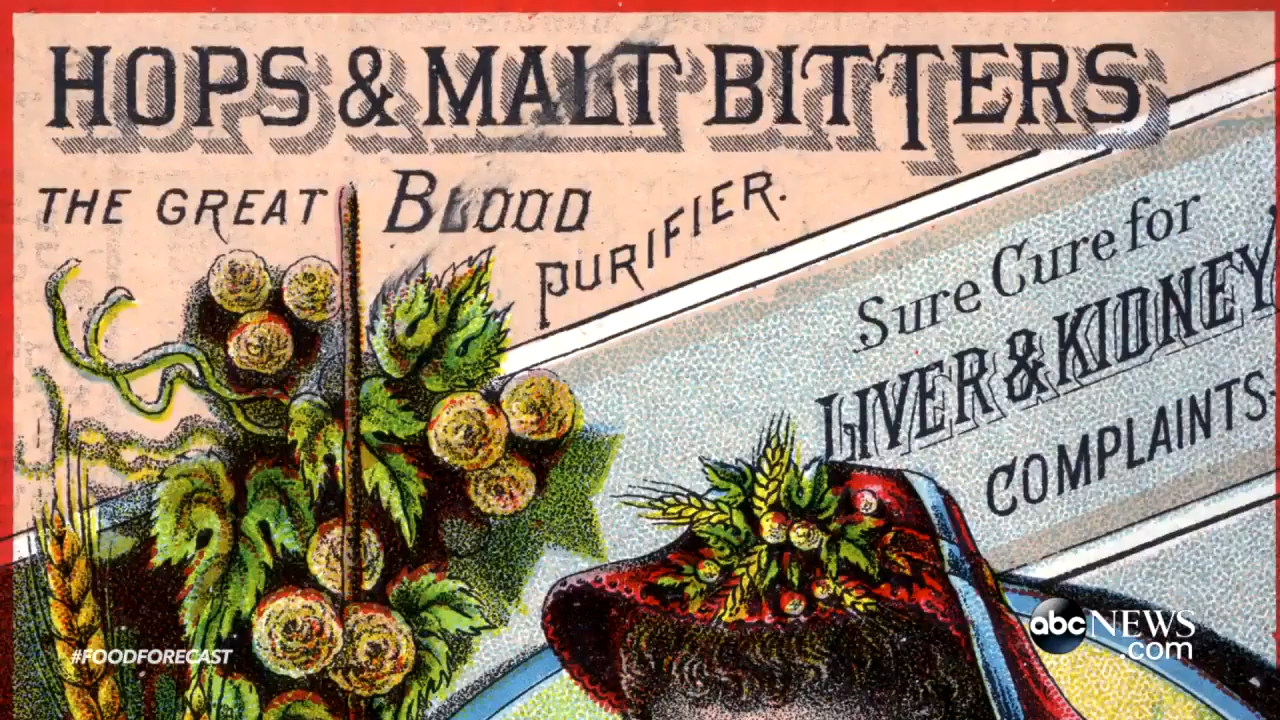 HOPS & MALT BITTERS
THE GREAT BLOOD PURIFIER.
Sure Cure for
LIVER & KIDNEY
COMPLAINTS.
#FOODFORECAST
abcNEWS
.com